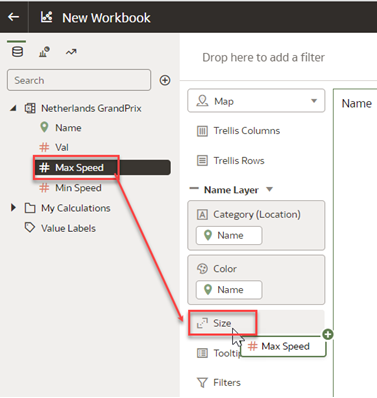 New Workbook
Drop here to add a filter
Search
Map
Name
Netherlands GrandPrix
Name
Val
Max Speed
Min Speed
My Calculations
Value Labels
Trellis Columns
Trellis Rows
Name Layer
Category (Location)
Name
Color
Name
Size
Max Speed
Tooltip
Filters